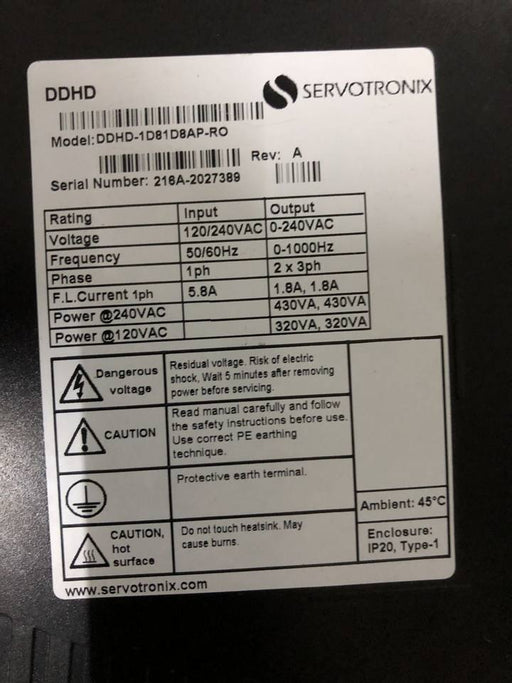 DDHD
SERVOTRONIX
Model:DDHD-1D81D8AP-RO
Rev: A
Serial Number: 216A-2027389
Rating Input Output
Voltage 120/240VAC 0-240VAC
Frequency 50/60Hz 0-1000Hz
Phase 1ph 2 x 3ph
F.L.Current 1ph 5.8A 1.8A, 1.8A
Power @240VAC 430VA, 430VA
Power @120VAC 320VA, 320VA
Dangerous
voltage
Residual voltage. Risk of electric
shock, Wait 5 minutes after removing
power before servicing.
CAUTION
Read manual carefully and follow
the safety instructions before use.
Use correct PE earthing
technique.
Protective earth terminal.
CAUTION,
hot
surface
Do not touch heatsink. May
cause burns.
Ambient: 45°C
Enclosure:
IP20, Type-1
www.servotronix.com